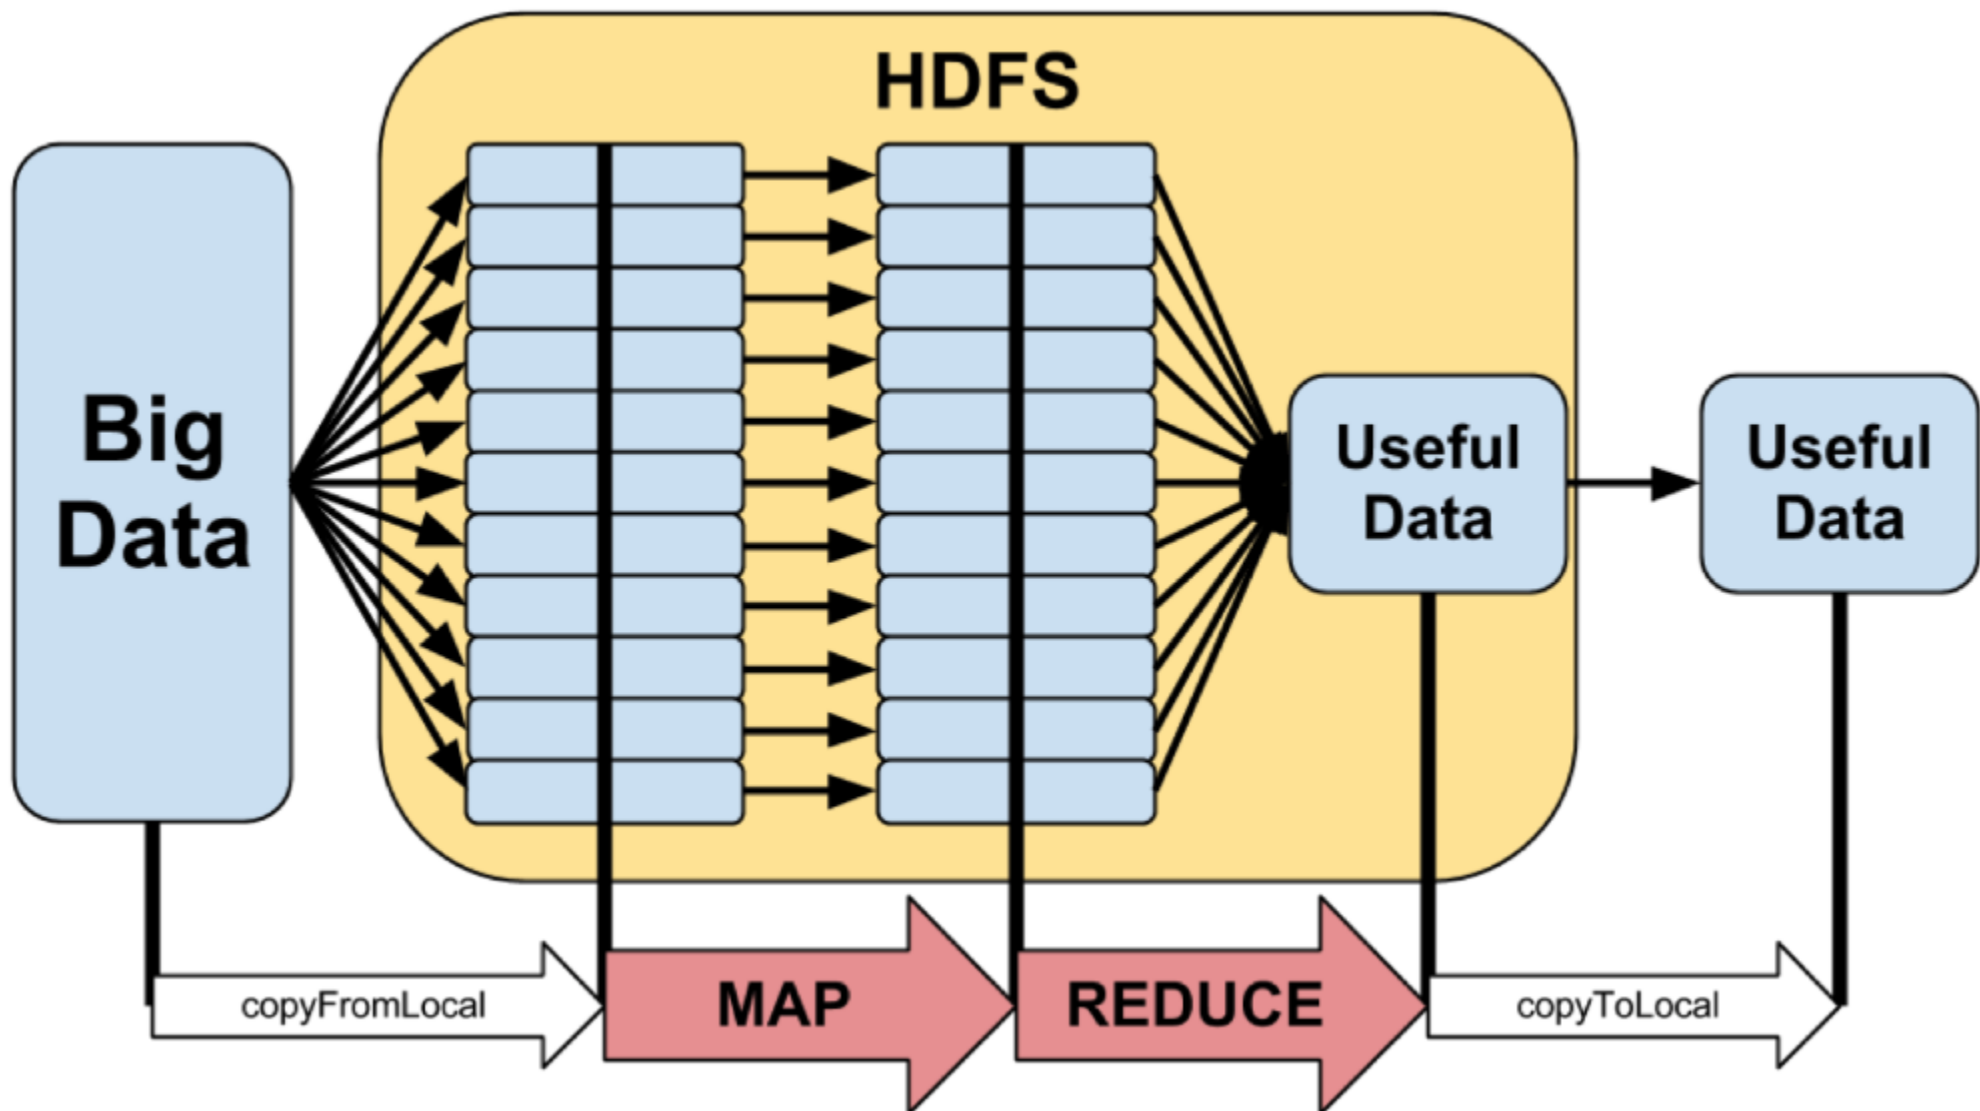 HDFS
Big
Data
Useful
Data
Useful
Data
copyFromLocal
MAP
REDUCE
copyToLocal